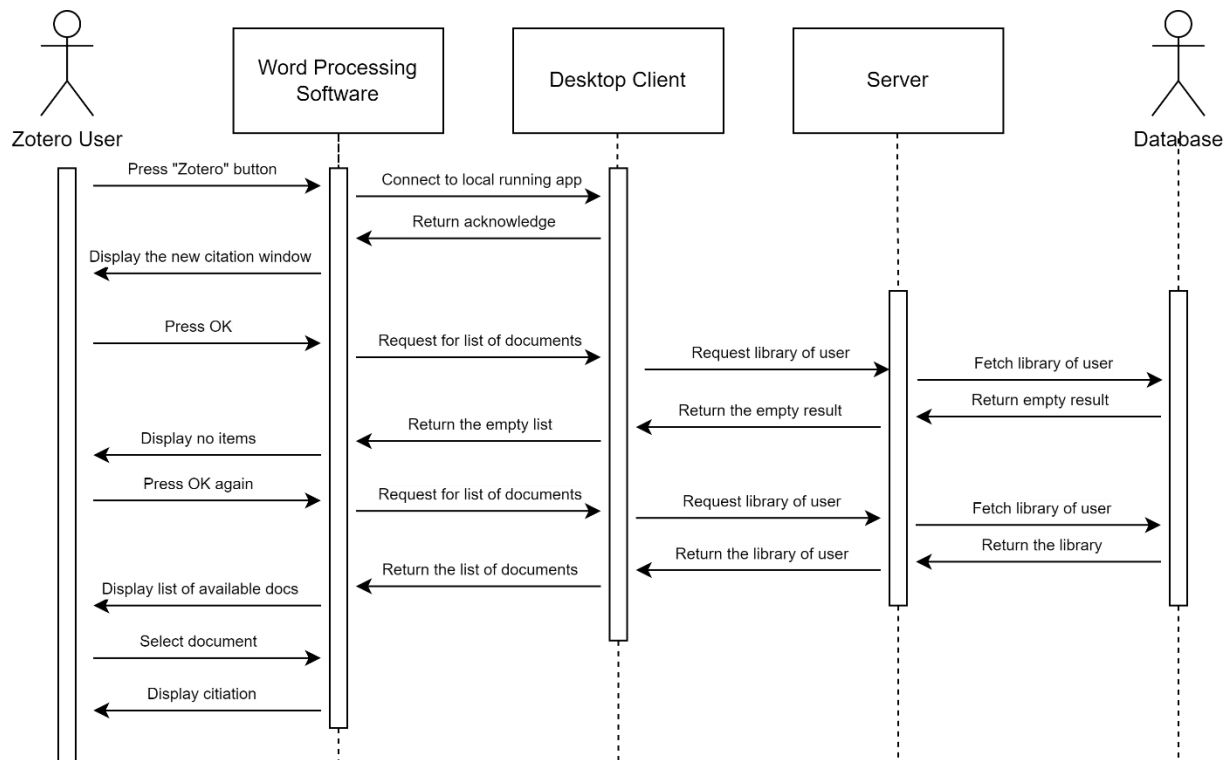 Word Processing
Software
Desktop Client
Server
Zotero User
Database
Press "Zotero" button
Connect to local running app
Return acknowledge
Display the new citation window
Press OK
Request for list of documents
Request library of user
Fetch library of user
Return empty result
Return the empty result
Return the empty list
Display no items
Press OK again
Request for list of documents
Request library of user
Fetch library of user
Return the library
Return the library of user
Return the list of documents
Display list of available docs
Select document
Display citiation